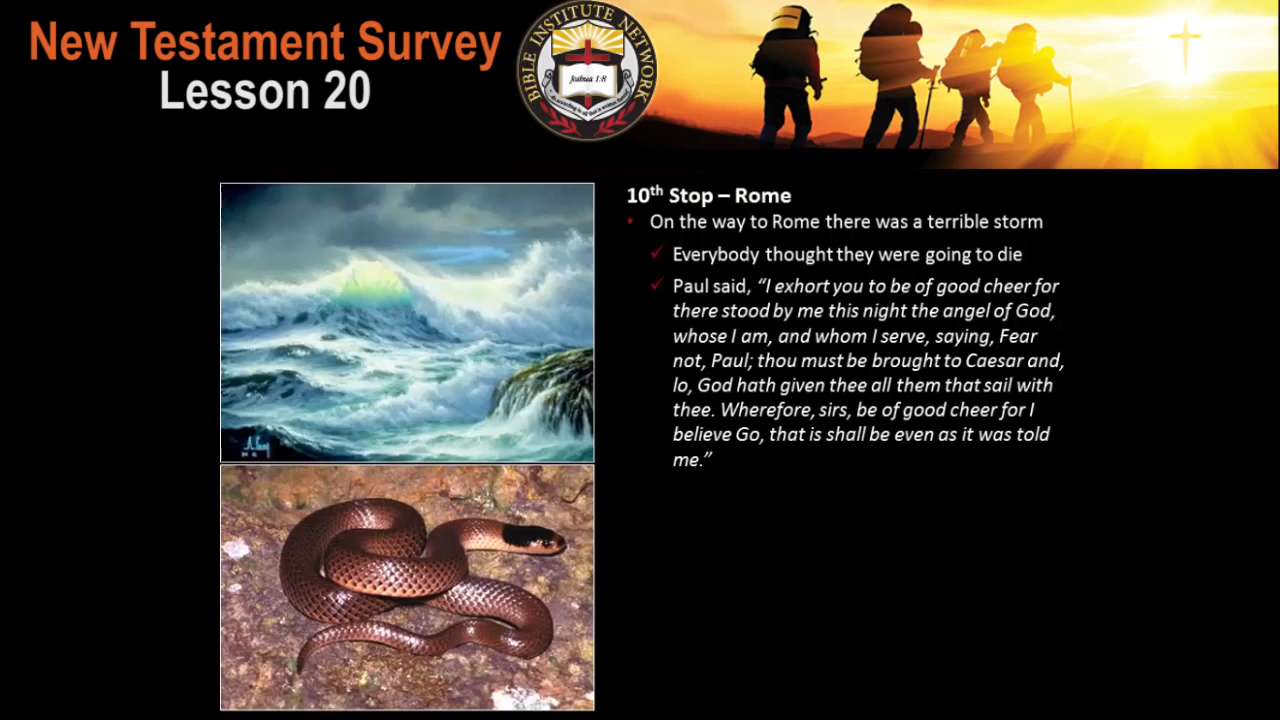 New Testament Survey
Lesson 20
BIBLE INSTITUTE NETWORK
Joshua 1:8
10th Stop – Rome
• On the way to Rome there was a terrible storm
✓ Everybody thought they were going to die
✓ Paul said, “I exhort you to be of good cheer for
there stood by me this night the angel of God,
whose I am, and whom I serve, saying, Fear
not, Paul; thou must be brought to Caesar and,
lo, God hath given thee all them that sail with
thee. Wherefore, sirs, be of good cheer for I
believe Go, that is shall be even as it was told
me.”